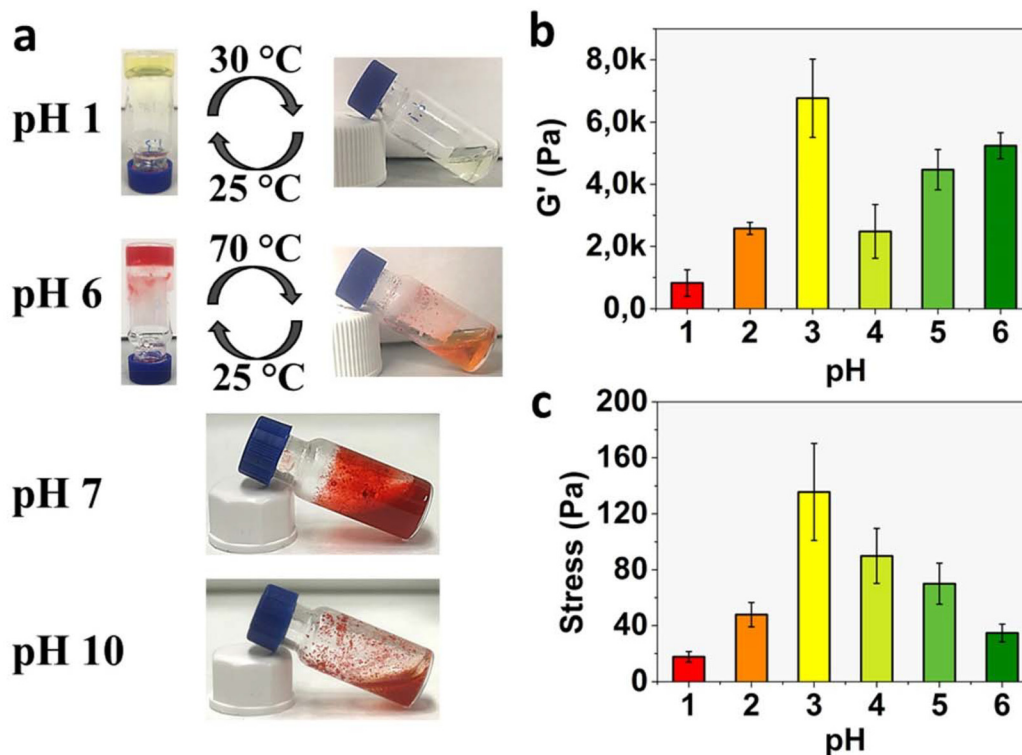 a
pH 1
30 °C
25 °C
pH 6
70 °C
25 °C
pH 7
pH 10
b
G' (Pa)
8,0k
6,0k
4,0k
2,0k
0,0
1 2 3 4 5 6
pH
c
Stress (Pa)
200
160
120
80
40
0
1 2 3 4 5 6
pH